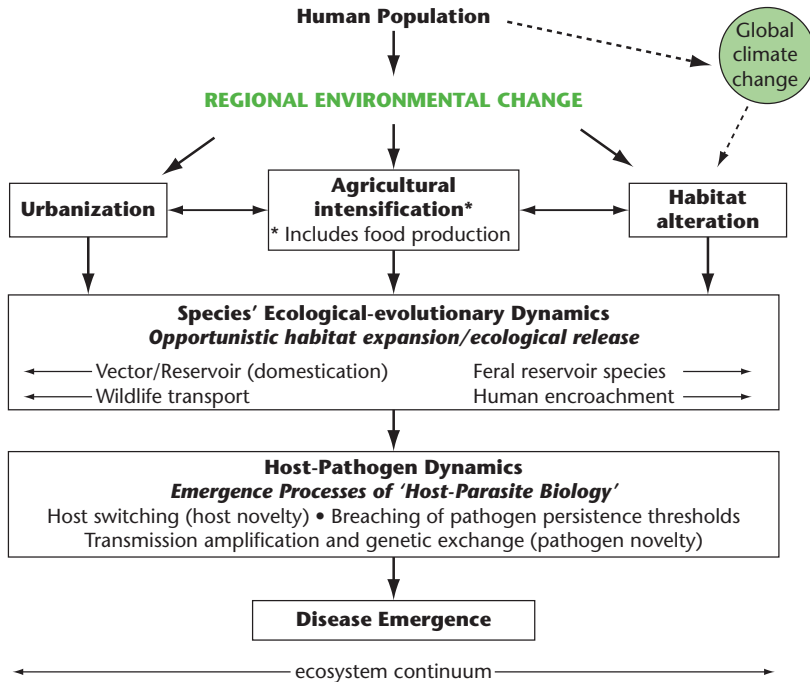 Human Population
Global
climate
change
REGIONAL ENVIRONMENTAL CHANGE
Urbanization
Agricultural
intensification*
* Includes food production
Habitat
alteration
Species’ Ecological-evolutionary Dynamics
Opportunistic habitat expansion/ecological release
Vector/Reservoir (domestication)
Feral reservoir species
Wildlife transport
Human encroachment
Host-Pathogen Dynamics
Emergence Processes of ‘Host-Parasite Biology’
Host switching (host novelty) • Breaching of pathogen persistence thresholds
Transmission amplification and genetic exchange (pathogen novelty)
Disease Emergence
ecosystem continuum